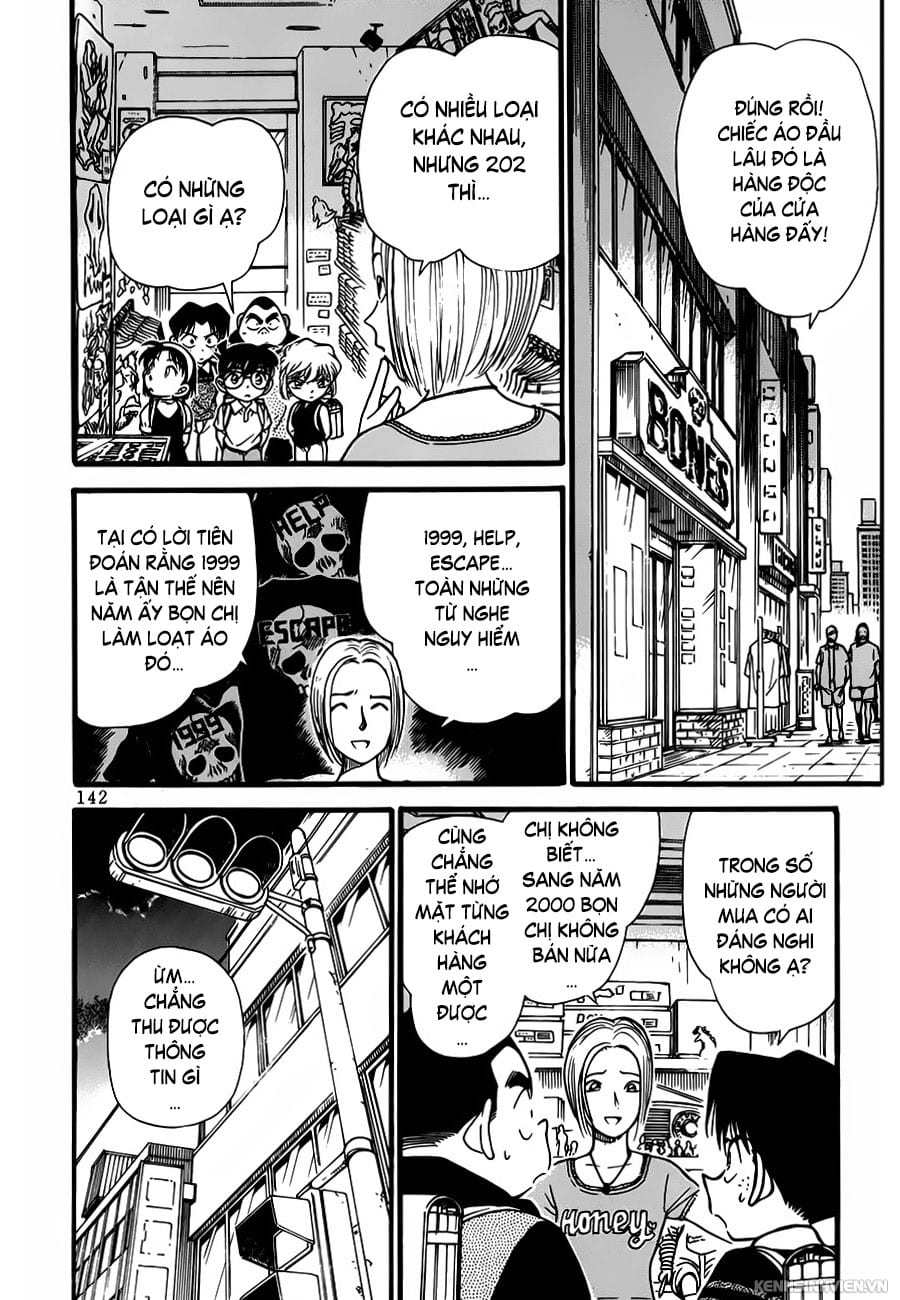 ĐÚNG RỒI!
CHIẾC ÁO ĐẦU
LÂU ĐÓ LÀ
HÀNG ĐỘC
CỦA CỬA
HÀNG ĐẤY!
BONES
CÓ NHIỀU LOẠI
KHÁC NHAU,
NHƯNG 202
THÌ...
CÓ NHỮNG
LOẠI GÌ Ạ?
1999, HELP,
ESCAPE...
TOÀN NHỮNG
TỪ NGHE
NGUY HIỂM
...
HELP
ESCAPE
1999
TẠI CÓ LỜI TIÊN
ĐOÁN RẰNG 1999
LÀ TẬN THẾ NÊN
NĂM ẤY BỌN CHỊ
LÀM LOẠT ÁO
ĐÓ...
142
TRONG SỐ
NHỮNG NGƯỜI
MUA CÓ AI
ĐÁNG NGHI
KHÔNG Ạ?
CHỊ KHÔNG
BIẾT...
SANG NĂM
2000 BỌN
CHỊ KHÔNG
BÁN NỮA
...
CŨNG
CHẲNG
THỂ NHỚ
MẶT TỪNG
KHÁCH
HÀNG
MỘT
ĐƯỢC
...
Honey
ỪM...
CHẲNG
THU ĐƯỢC
THÔNG
TIN GÌ
...
KENHSINHVIEN.VN